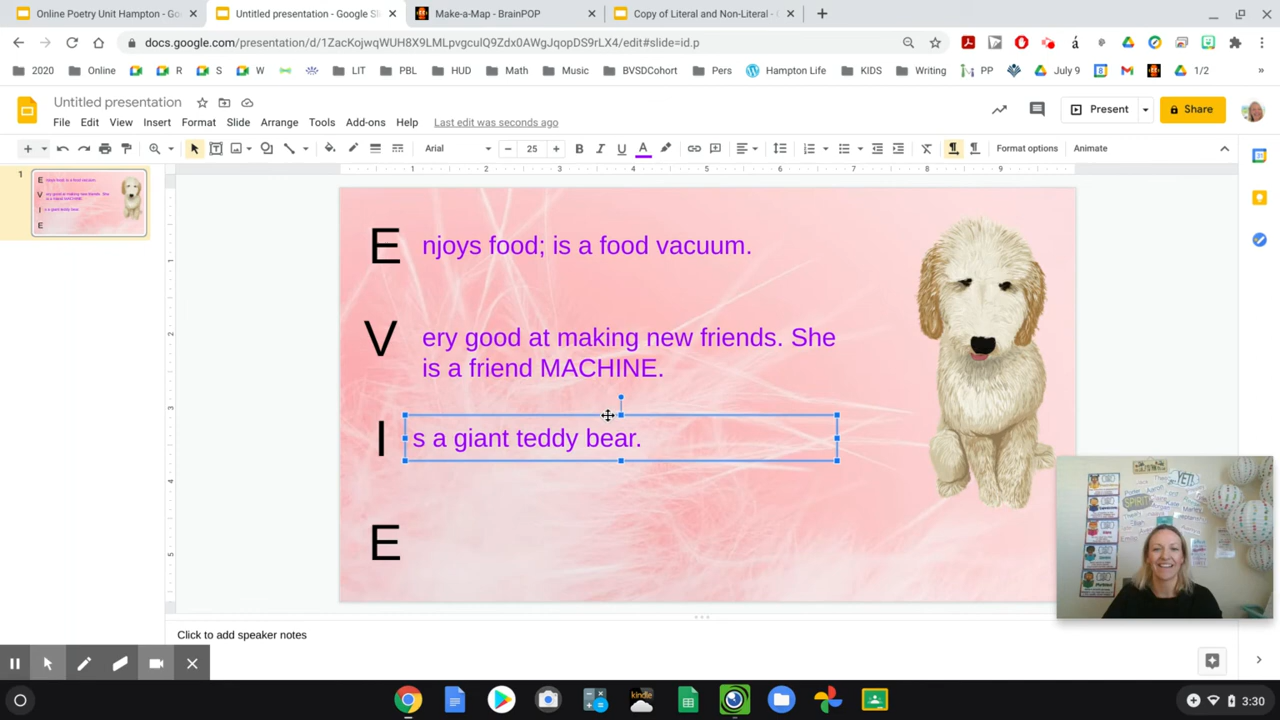 Online Poetry Unit Hampton - Go
Untitled presentation - Google Sl
Make-a-Map - BrainPOP
Copy of Literal and Non-Literal -
docs.google.com/presentation/d/1ZacKojwqWUH8X9LMLpvgculQ9Zdx0AWgJqopDS9rLX4/edit#slide=id.p
2020
Online
R
S
W
LIT
PBL
HUD
Math
Music
BVSDCohort
Pers
Hampton Life
KIDS
Writing
PP
July 9
1/2
»
Untitled presentation
File Edit View Insert Format Slide Arrange Tools Add-ons Help Last edit was seconds ago
Present
Share
Arial
25
Format options
Animate
1
E njoys food; is a food vacuum.
V ery good at making new friends. She
is a friend MACHINE.
I s a giant teddy bear.
E
YET!
SPIRIT
Click to add speaker notes
kindle
3:30